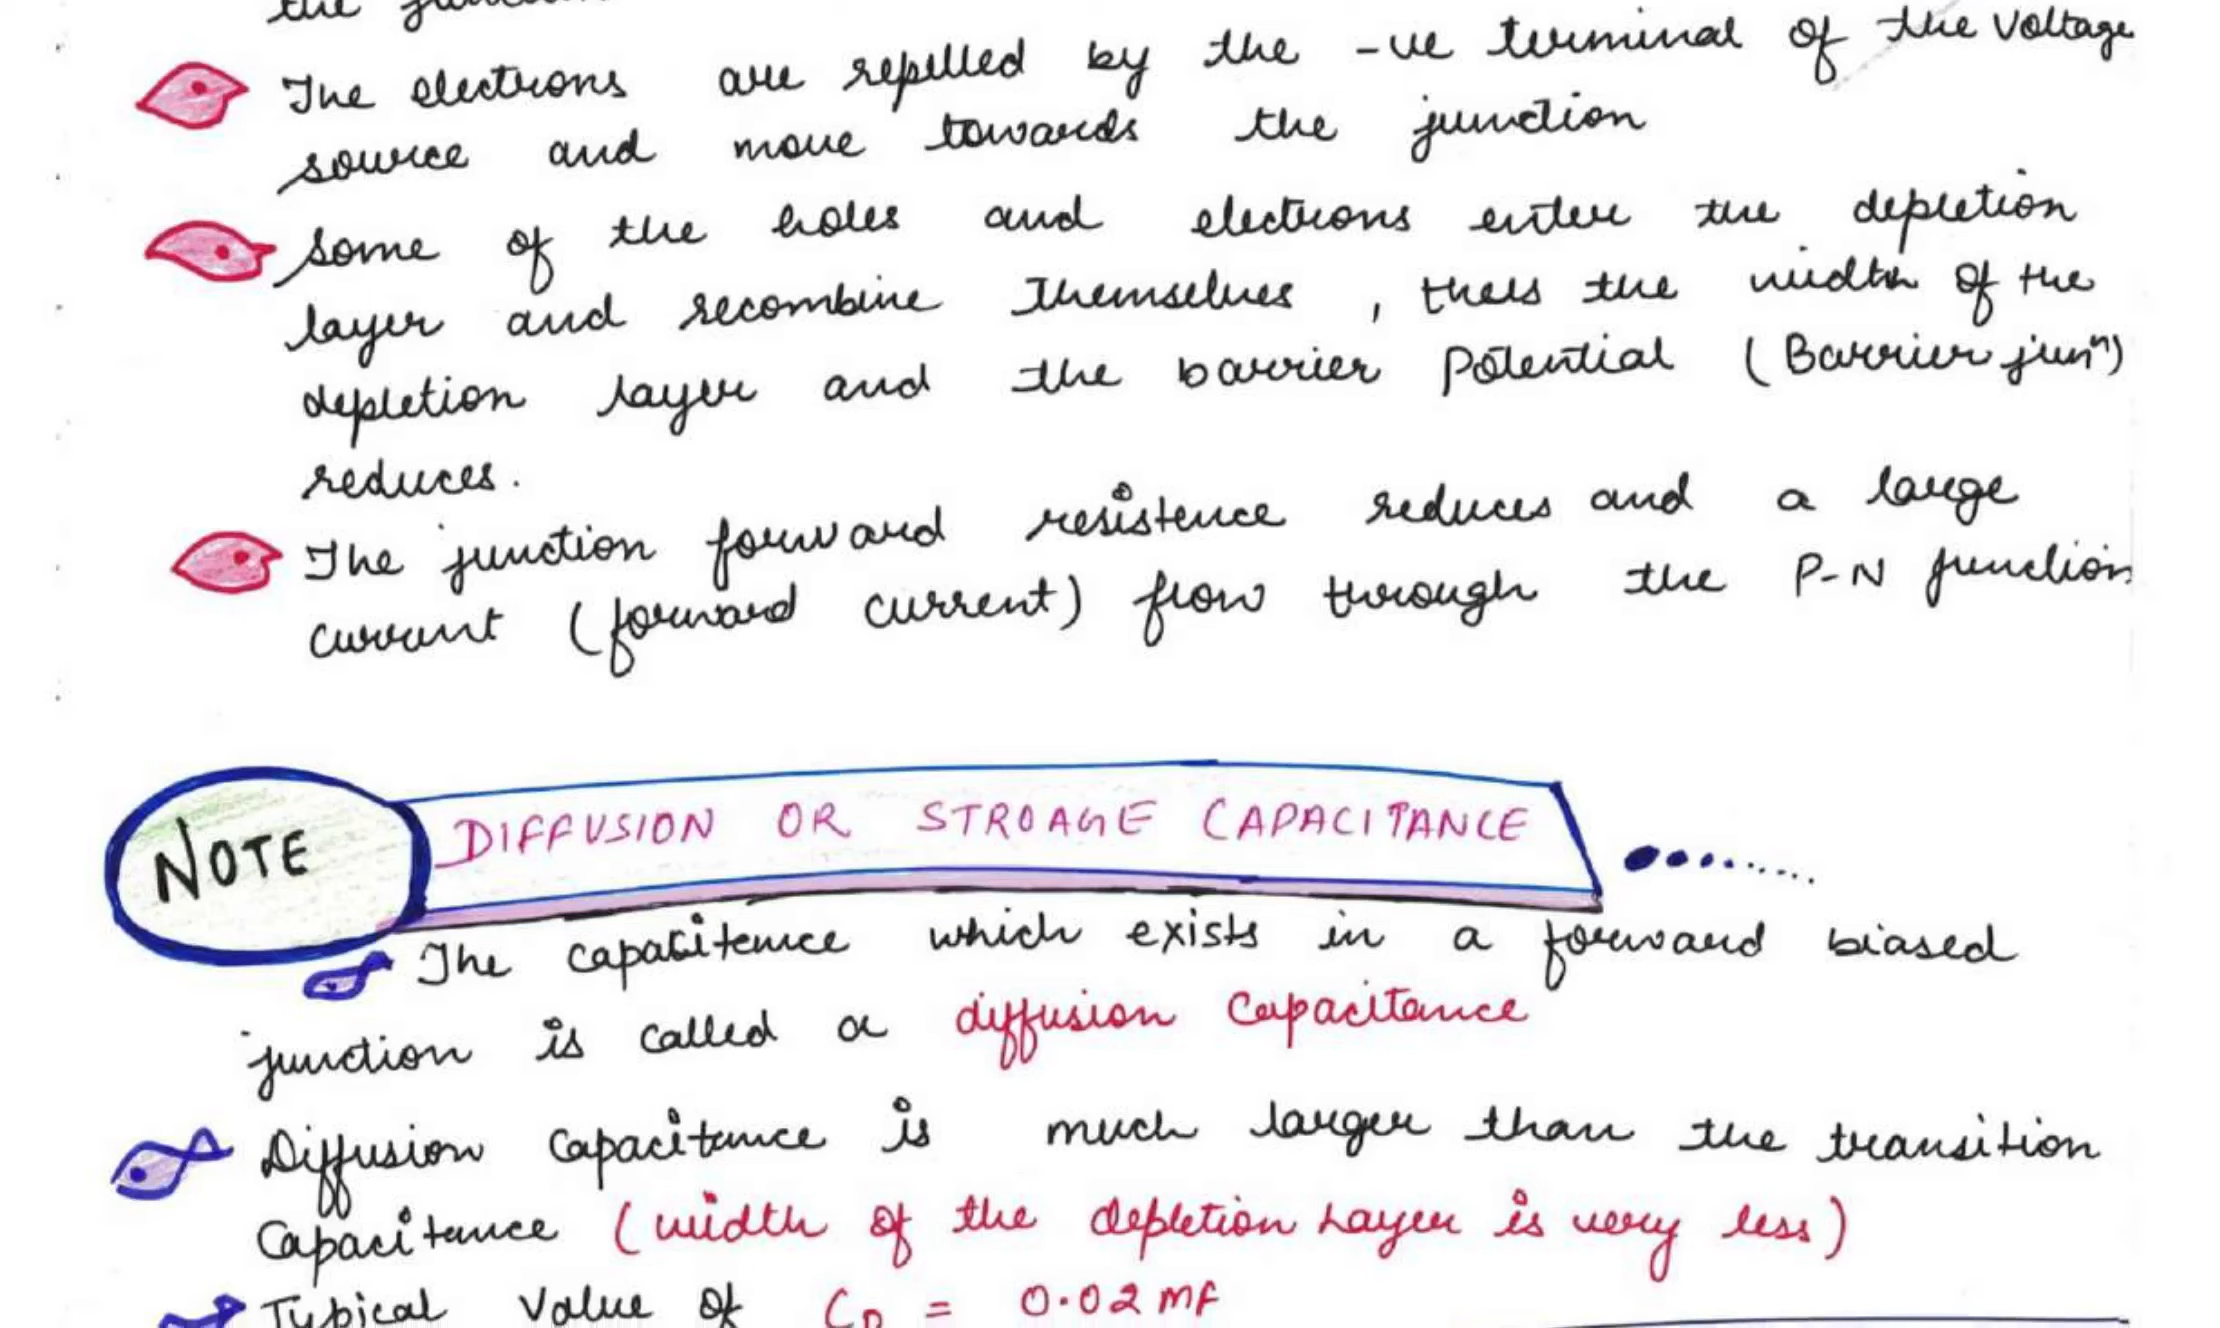 the junction
The electrons are repelled by the -ve terminal of the voltage
source and move towards the junction
Some of the holes and electrons enter the depletion
layer and recombine themselves , thus the width of the
depletion layer and the barrier potential (Barrier junⁿ)
reduces.
The junction forward resistence reduces and a large
current (forward current) flow through the P-N junction
NOTE
DIFFUSION OR STROAGE CAPACITANCE
The capacitence which exists in a forward biased
junction is called a diffusion Capacitance
Diffusion Capacitance is much larger than the transition
Capacitance (width of the depletion Layer is very less)
Typical Value of C_D = 0.02 MF